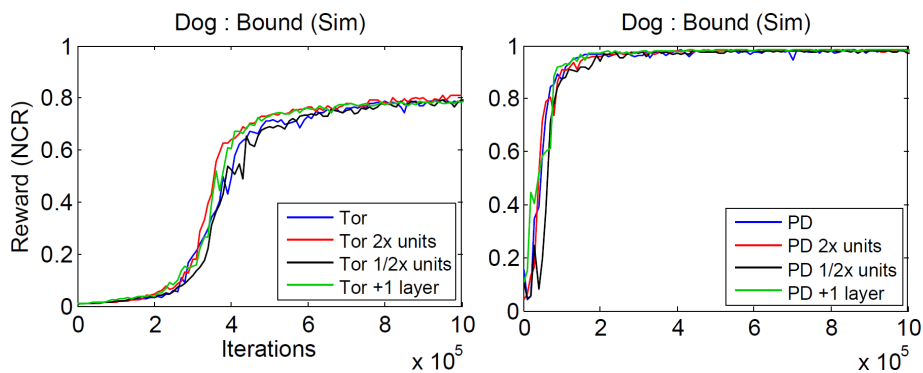 Dog : Bound (Sim)
Reward (NCR)
1
0.8
0.6
0.4
0.2
0
0 2 4 6 8 10
Iterations
x 10^5
Tor
Tor 2x units
Tor 1/2x units
Tor +1 layer
Dog : Bound (Sim)
1
0.8
0.6
0.4
0.2
0
0 2 4 6 8 10
x 10^5
PD
PD 2x units
PD 1/2x units
PD +1 layer